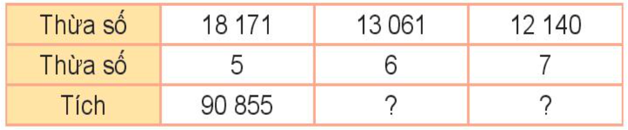 Thừa số 18 171 13 061 12 140
Thừa số 5 6 7
Tích 90 855 ? ?